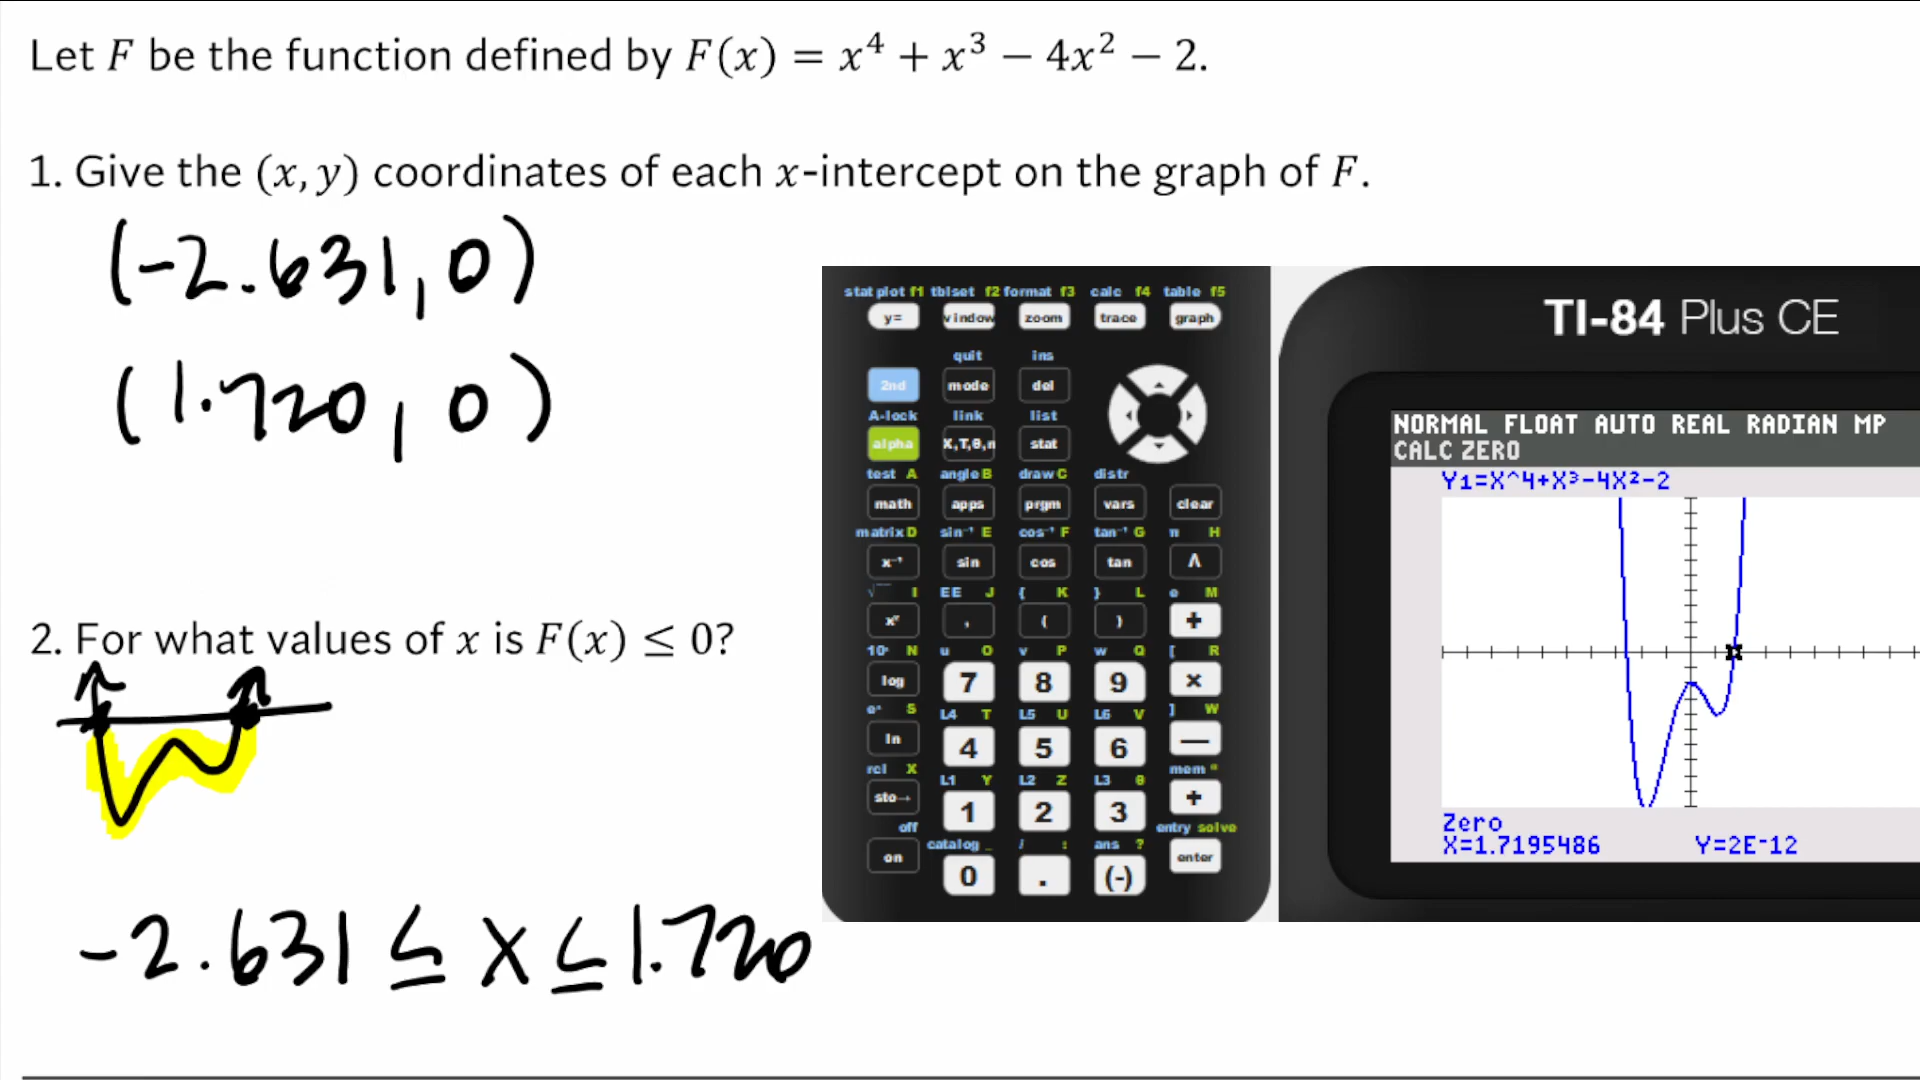 Let F be the function defined by F(x) = x⁴ + x³ − 4x² − 2.
1. Give the (x, y) coordinates of each x-intercept on the graph of F.
(-2.631, 0)
(1.720, 0)
2. For what values of x is F(x) ≤ 0?
-2.631 ≤ x ≤ 1.720
stat plot f1 tblset f2 format f3 calc f4 table f5
y= window zoom trace graph
quit ins
2nd mode del
A-lock link list
alpha X,T,θ,n stat
test A angle B draw C distr
math apps prgm vars clear
matrix D sin⁻¹ E cos⁻¹ F tan⁻¹ G π H
x⁻¹ sin cos tan ^
√ I EE J { K } L e M
x² , ( ) ÷
10ˣ N u O v P w Q [ R
log 7 8 9 ×
eˣ S L4 T L5 U L6 V ] W
ln 4 5 6 —
rcl X L1 Y L2 Z L3 θ mem "
sto→ 1 2 3 +
off catalog _ i : ans ? entry solve
on 0 . (-) enter
TI-84 Plus CE
NORMAL FLOAT AUTO REAL RADIAN MP
CALC ZERO
Y1=X^4+X³-4X²-2
Zero
X=1.7195486 Y=2E-12